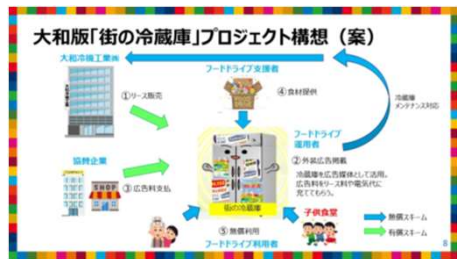 大和版「街の冷蔵庫」プロジェクト構想（案）
大和冷機工業㈱
フードドライブ支援者
①リース販売
④食材提供
冷蔵庫
メンテナンス対応
フードドライブ
運用者
協賛企業
②外装広告掲載
冷蔵庫を広告媒体として活用。
広告料をリース料や電気代に
充ててもらう。
SHOP
③広告料支払
街の冷蔵庫
子供食堂
⑤無償利用
フードドライブ利用者
無償スキーム
有償スキーム
8